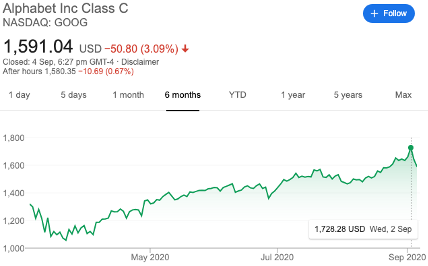 Alphabet Inc Class C
NASDAQ: GOOG
+ Follow
1,591.04 USD −50.80 (3.09%) ↓
Closed: 4 Sep, 6:27 pm GMT-4 · Disclaimer
After hours 1,580.35 −10.69 (0.67%)
1 day 5 days 1 month 6 months YTD 1 year 5 years Max
1,800
1,600
1,400
1,200
1,000
1,728.28 USD Wed, 2 Sep
May 2020 Jul 2020 Sep 2020